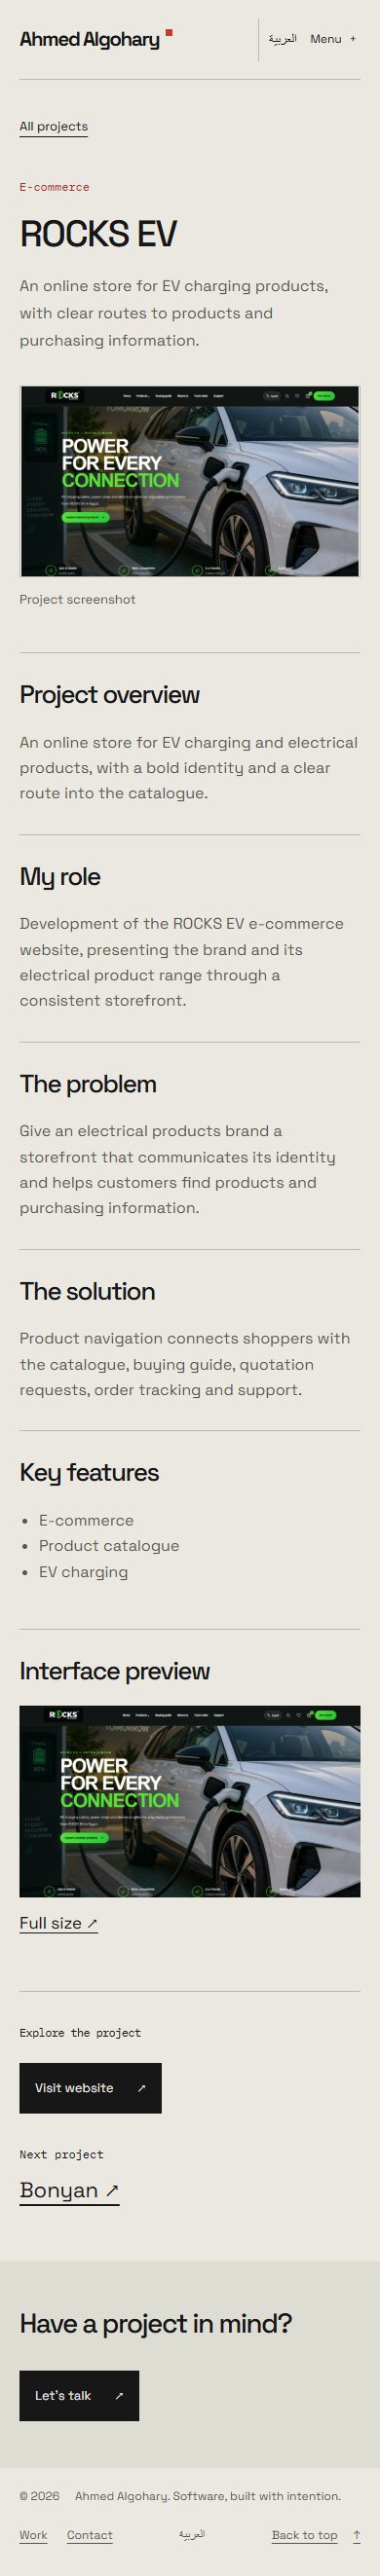 Ahmed Algohary
العربية
Menu +
All projects
E-commerce
ROCKS EV
An online store for EV charging products,
with clear routes to products and
purchasing information.
ROCKS
TOMORROW
POWER
FOR EVERY
CONNECTION
Project screenshot
Project overview
An online store for EV charging and electrical
products, with a bold identity and a clear
route into the catalogue.
My role
Development of the ROCKS EV e-commerce
website, presenting the brand and its
electrical product range through a
consistent storefront.
The problem
Give an electrical products brand a
storefront that communicates its identity
and helps customers find products and
purchasing information.
The solution
Product navigation connects shoppers with
the catalogue, buying guide, quotation
requests, order tracking and support.
Key features
• E-commerce
• Product catalogue
• EV charging
Interface preview
ROCKS
TOMORROW
POWER
FOR EVERY
CONNECTION
Full size ↗
Explore the project
Visit website ↗
Next project
Bonyan ↗
Have a project in mind?
Let's talk ↗
© 2026 Ahmed Algohary. Software, built with intention.
Work Contact العربية Back to top ↑